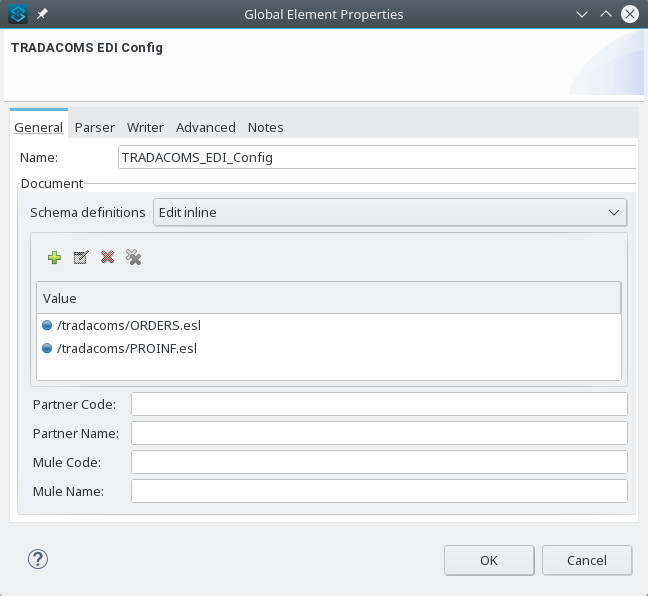 Global Element Properties
TRADACOMS EDI Config
General Parser Writer Advanced Notes
Name: TRADACOMS_EDI_Config
Document
Schema definitions Edit inline
Value
/tradacoms/ORDERS.esl
/tradacoms/PROINF.esl
Partner Code:
Partner Name:
Mule Code:
Mule Name:
? OK Cancel